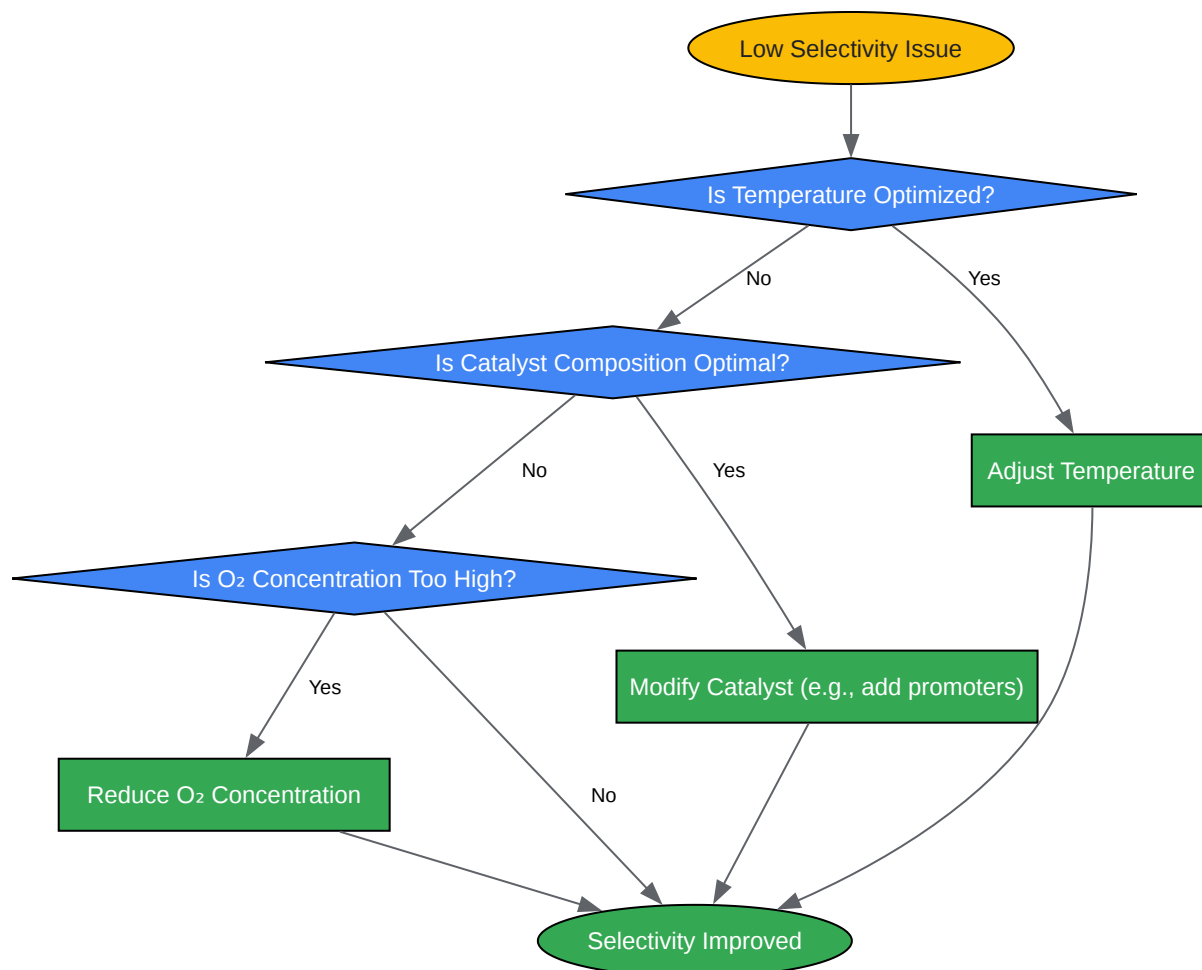 Low Selectivity Issue
Is Temperature Optimized?
No
Yes
Is Catalyst Composition Optimal?
No
Yes
Adjust Temperature
Is O₂ Concentration Too High?
Yes
Modify Catalyst (e.g., add promoters)
Reduce O₂ Concentration
No
Selectivity Improved